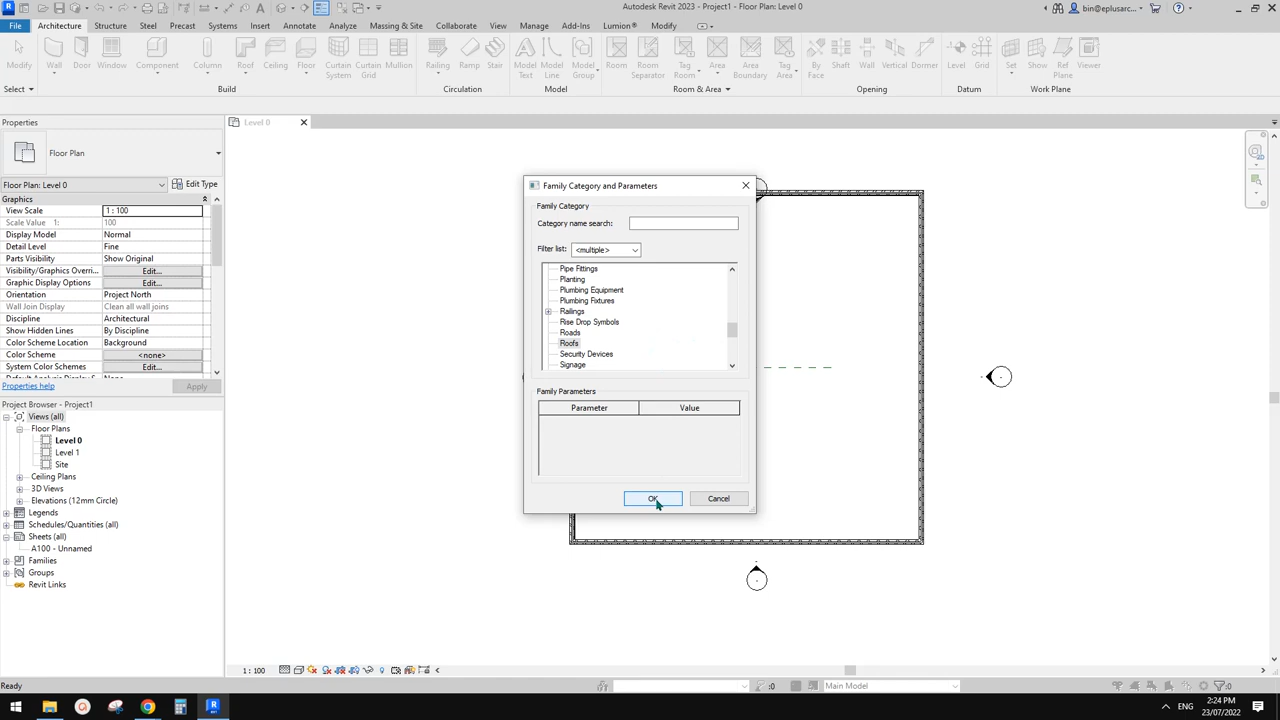 Autodesk Revit 2023 - Project1 - Floor Plan: Level 0
bin@eplusarc...
File Architecture Structure Steel Precast Systems Insert Annotate Analyze Massing & Site Collaborate View Manage Add-Ins Lumion® Modify
Modify Wall Door Window Component Column Roof Ceiling Floor Curtain System Curtain Grid Mullion Railing Ramp Stair Model Text Model Line Model Group Room Room Separator Tag Room Area Area Boundary Tag Area By Face Shaft Wall Vertical Dormer Level Grid Set Show Ref Plane Viewer
Select Build Circulation Model Room & Area Opening Datum Work Plane
Properties
Level 0
Floor Plan
Floor Plan: Level 0 Edit Type
Graphics
View Scale 1 : 100
Scale Value 1: 100
Display Model Normal
Detail Level Fine
Parts Visibility Show Original
Visibility/Graphics Overri... Edit...
Graphic Display Options Edit...
Orientation Project North
Wall Join Display Clean all wall joins
Discipline Architectural
Show Hidden Lines By Discipline
Color Scheme Location Background
Color Scheme <none>
System Color Schemes Edit...
Properties help Apply
Project Browser - Project1
Views (all)
Floor Plans
Level 0
Level 1
Site
Ceiling Plans
3D Views
Elevations (12mm Circle)
Legends
Schedules/Quantities (all)
Sheets (all)
A100 - Unnamed
Families
Groups
Revit Links
Family Category and Parameters
Family Category
Category name search:
Filter list: <multiple>
Pipe Fittings
Planting
Plumbing Equipment
Plumbing Fixtures
Railings
Rise Drop Symbols
Roads
Roofs
Security Devices
Signage
Family Parameters
Parameter Value
OK Cancel
1 : 100
Ready
:0
Main Model
:0
ENG
2:24 PM
23/07/2022